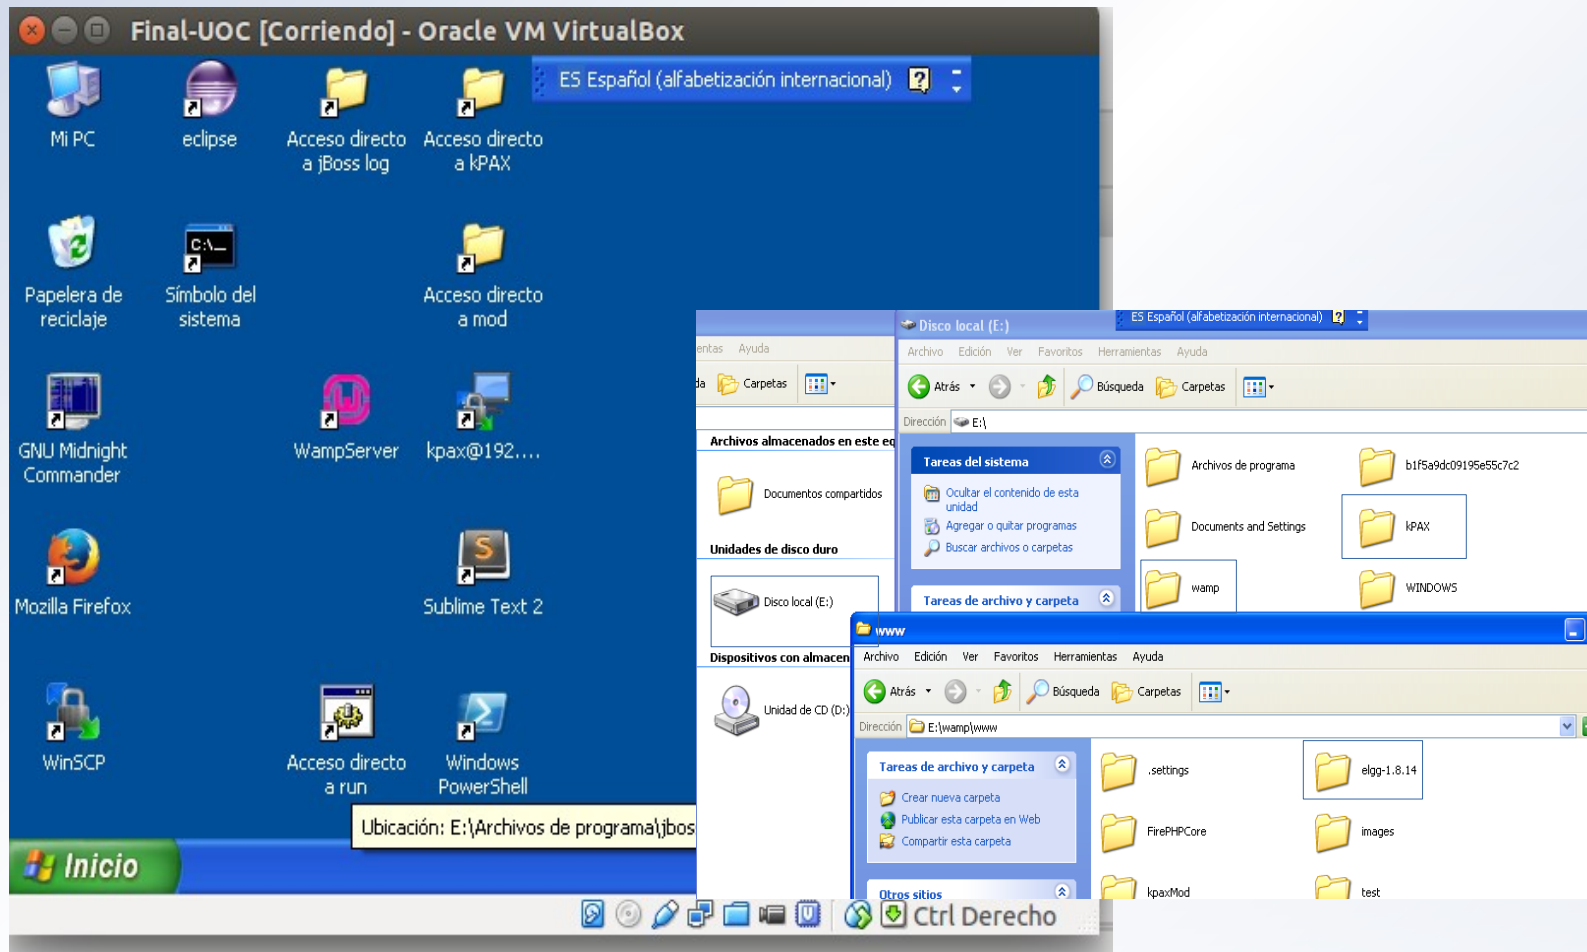 Final-UOC [Corriendo] - Oracle VM VirtualBox
ES Español (alfabetización internacional)
Mi PC
eclipse
Acceso directo
a jBoss log
Acceso directo
a kPAX
Papelera de
reciclaje
C:\_
Símbolo del
sistema
Acceso directo
a mod
GNU Midnight
Commander
WampServer
kpax@192....
Mozilla Firefox
Sublime Text 2
WinSCP
Acceso directo
a run
Windows
PowerShell
Ubicación: E:\Archivos de programa\jbos
Inicio
Ctrl Derecho
entas Ayuda
da Carpetas
Archivos almacenados en este eq
Documentos compartidos
Unidades de disco duro
Disco local (E:)
Dispositivos con almacen
Unidad de CD (D:)
Disco local (E:)
ES Español (alfabetización internacional)
Archivo Edición Ver Favoritos Herramientas Ayuda
Atrás Búsqueda Carpetas
Dirección E:\
Tareas del sistema
Ocultar el contenido de esta
unidad
Agregar o quitar programas
Buscar archivos o carpetas
Tareas de archivo y carpeta
Archivos de programa
b1f5a9dc09195e55c7c2
Documents and Settings
kPAX
wamp
WINDOWS
www
Archivo Edición Ver Favoritos Herramientas Ayuda
Atrás Búsqueda Carpetas
Dirección E:\wamp\www
Tareas de archivo y carpeta
Crear nueva carpeta
Publicar esta carpeta en Web
Compartir esta carpeta
Otros sitios
.settings
elgg-1.8.14
FirePHPCore
images
kpaxMod
test